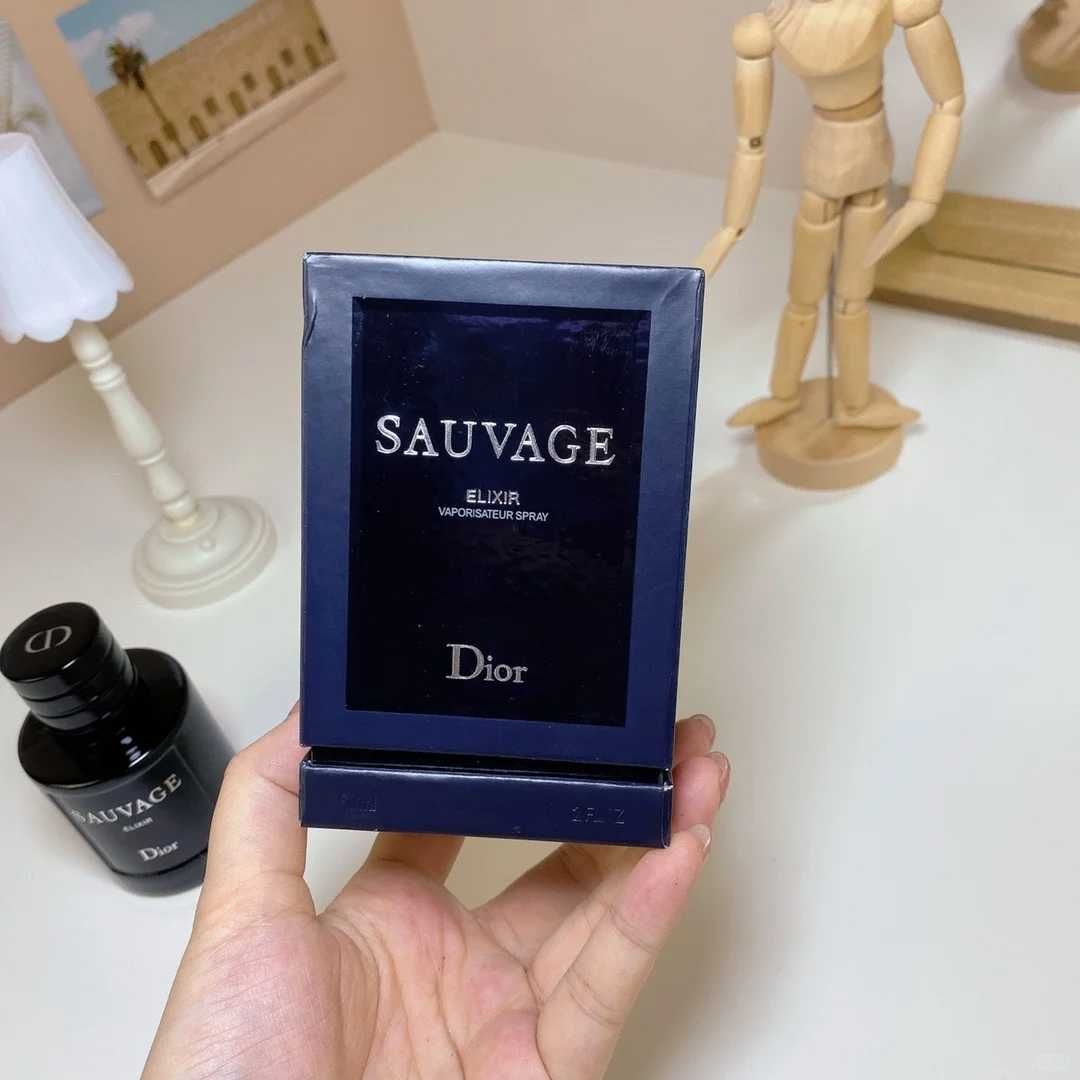 SAUVAGE
ELIXIR
VAPORISATEUR SPRAY
Dior
SAUVAGE
ELIXIR
Dior